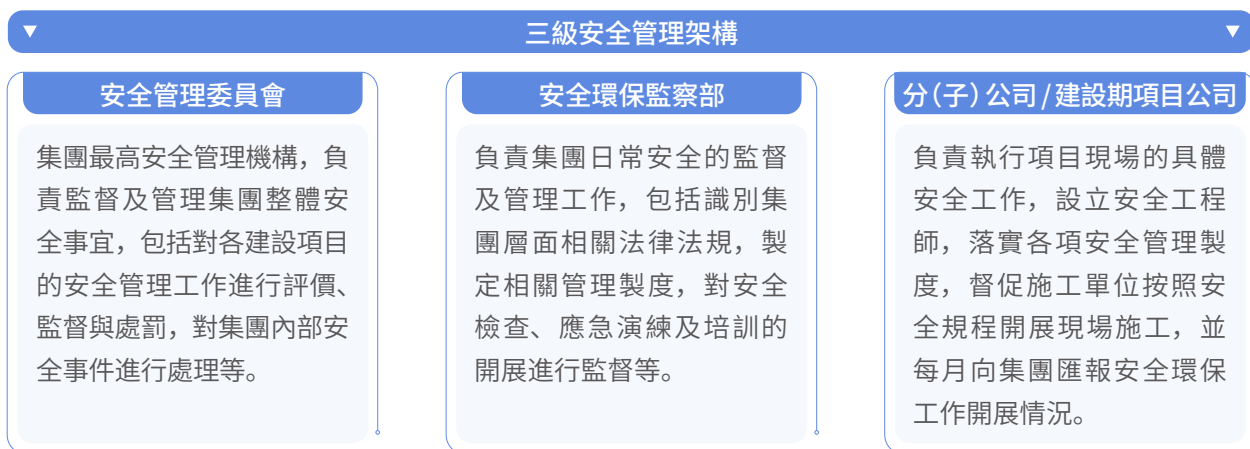 三級安全管理架構
安全管理委員會
集團最高安全管理機構，負
責監督及管理集團整體安
全事宜，包括對各建設項目
的安全管理工作進行評價、
監督與處罰，對集團內部安
全事件進行處理等。
安全環保監察部
負責集團日常安全的監督
及管理工作，包括識別集
團層面相關法律法規，製
定相關管理製度，對安全
檢查、應急演練及培訓的
開展進行監督等。
分（子）公司/建設期項目公司
負責執行項目現場的具體
安全工作，設立安全工程
師，落實各項安全管理製
度，督促施工單位按照安
全規程開展現場施工，並
每月向集團匯報安全環保
工作開展情況。